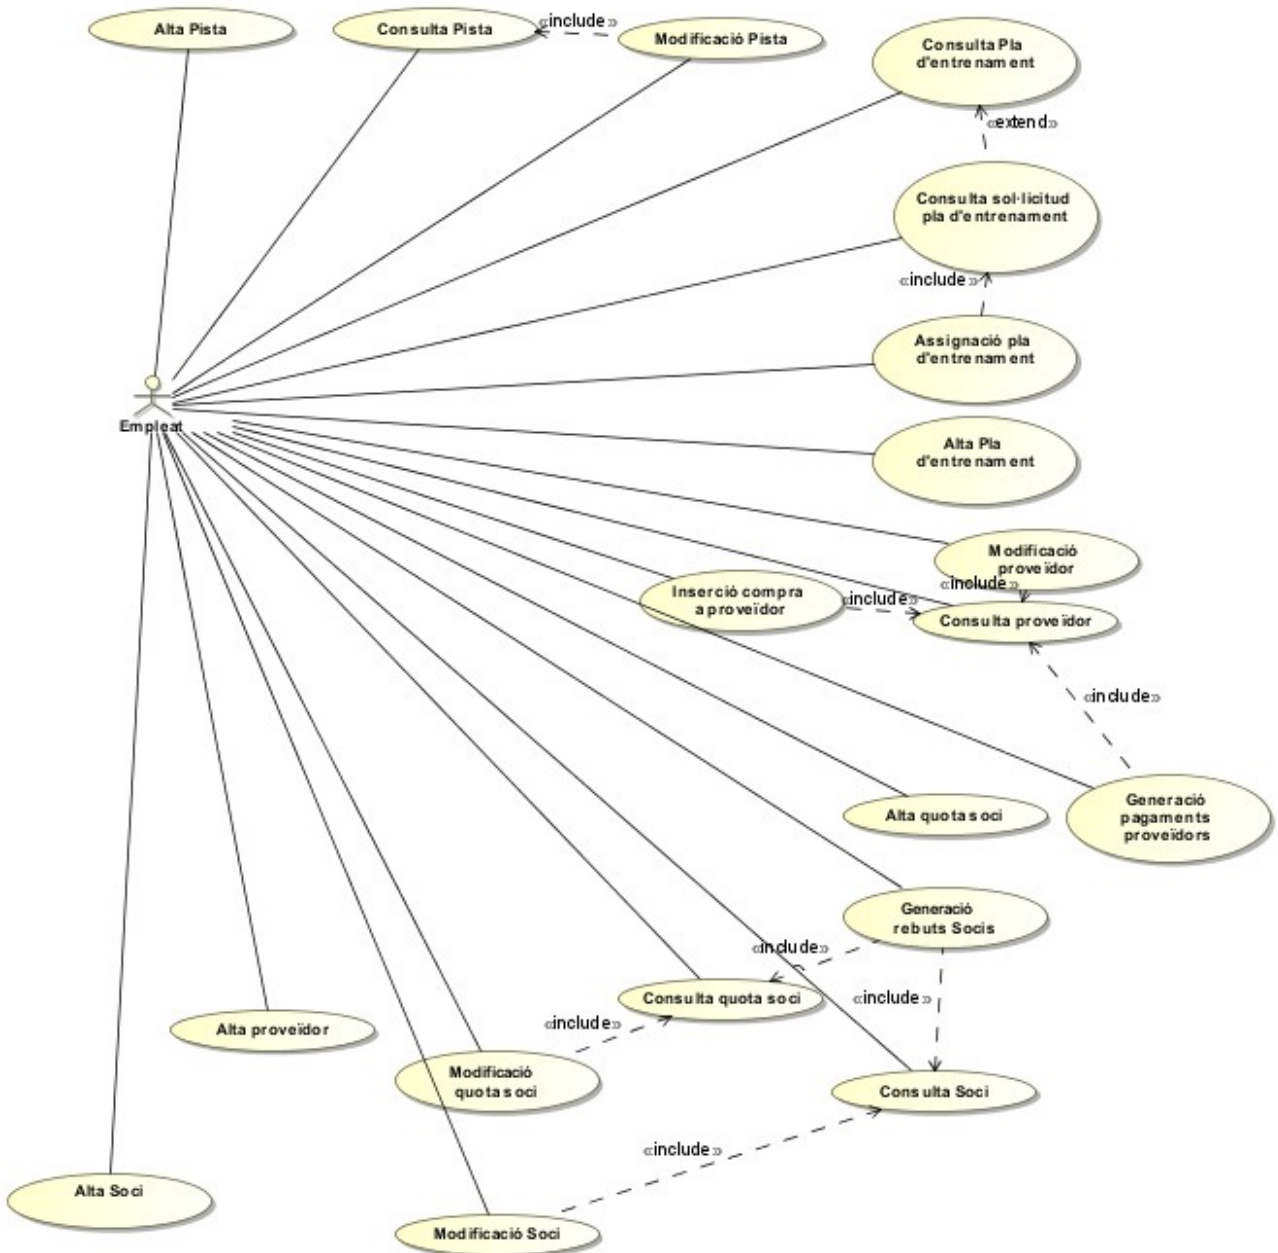 Alta Pista
Consulta Pista
«include»
Modificació Pista
Consulta Pla
d'entrenament
«extend»
Consulta sol·licitud
pla d'entrenament
«include»
Assignació pla
d'entrenament
Empleat
Alta Pla
d'entrenament
Modificació
proveïdor
«include»
Inserció compra
a proveïdor
«include»
Consulta proveïdor
«include»
Generació
pagaments
proveïdors
Alta quota soci
Generació
rebuts Socis
«include»
Consulta quota soci
«include»
«include»
Alta proveïdor
Modificació
quota soci
Consulta Soci
«include»
Alta Soci
Modificació Soci